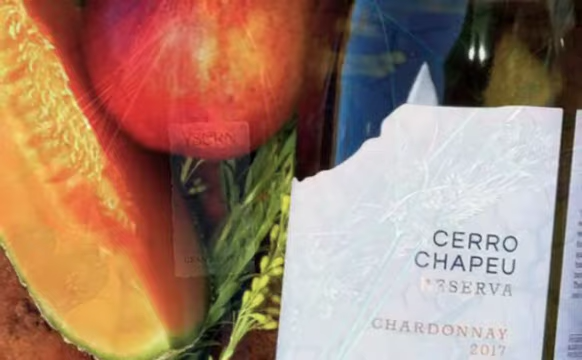 CERRO
CHAPEU
RESERVA
CHARDONNAY
2017